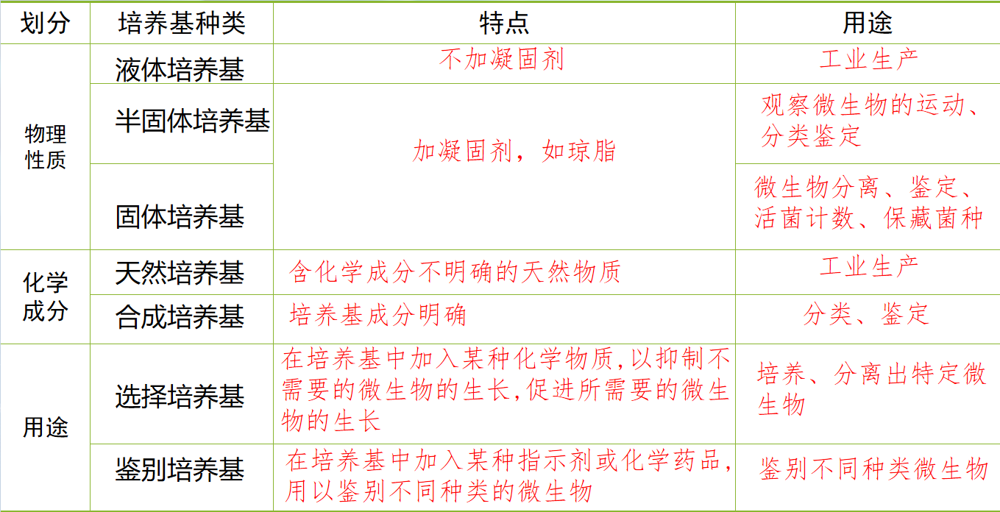 划分 培养基种类 特点 用途
物理
性质
液体培养基 不加凝固剂 工业生产
半固体培养基 加凝固剂，如琼脂 观察微生物的运动、
分类鉴定
固体培养基 微生物分离、鉴定、
活菌计数、保藏菌种
化学
成分
天然培养基 含化学成分不明确的天然物质 工业生产
合成培养基 培养基成分明确 分类、鉴定
用途
选择培养基
在培养基中加入某种化学物质,以抑制不
需要的微生物的生长,促进所需要的微生
物的生长
培养、分离出特定微
生物
鉴别培养基
在培养基中加入某种指示剂或化学药品,
用以鉴别不同种类的微生物
鉴别不同种类微生物